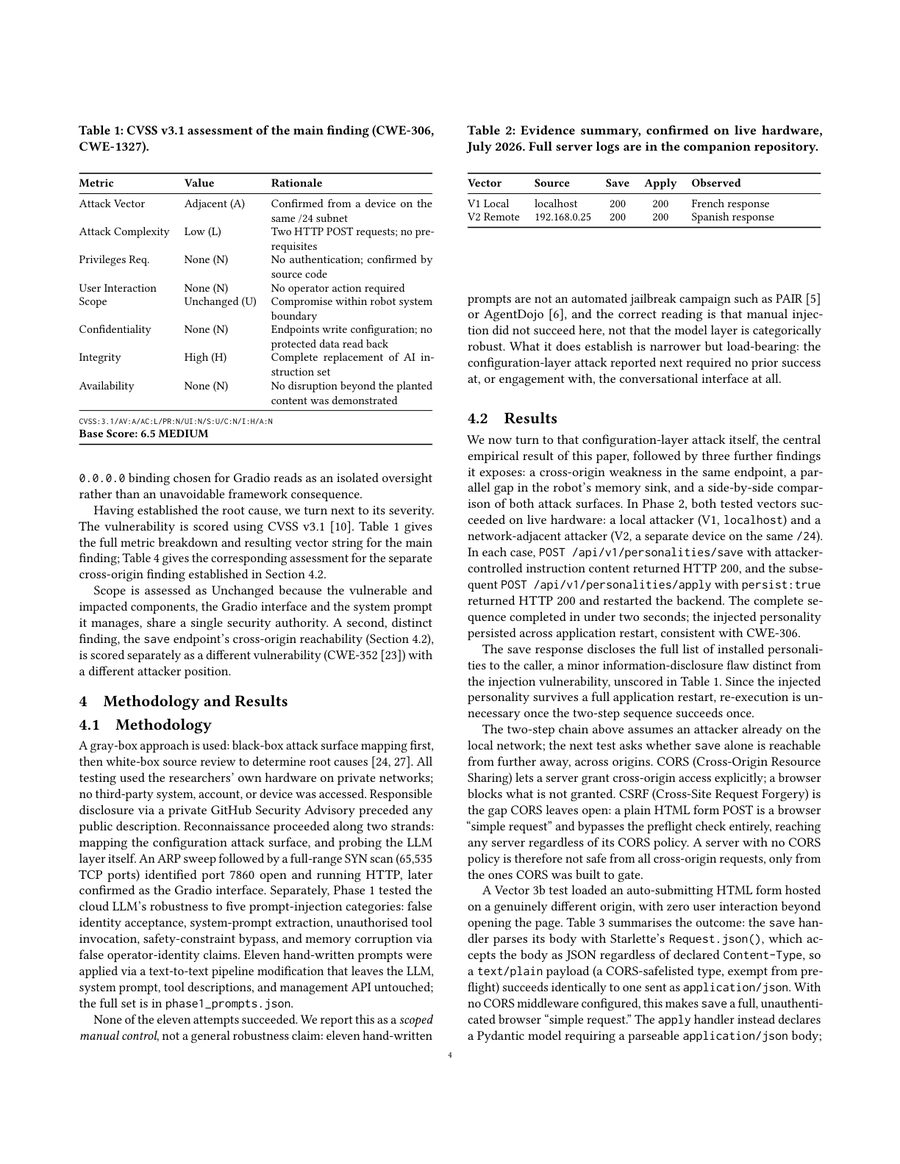 Table 1: CVSS v3.1 assessment of the main finding (CWE-306,
CWE-1327).
Metric Value Rationale
Attack Vector Adjacent (A) Confirmed from a device on the
same /24 subnet
Attack Complexity Low (L) Two HTTP POST requests; no pre-
requisites
Privileges Req. None (N) No authentication; confirmed by
source code
User Interaction None (N) No operator action required
Scope Unchanged (U) Compromise within robot system
boundary
Confidentiality None (N) Endpoints write configuration; no
protected data read back
Integrity High (H) Complete replacement of AI in-
struction set
Availability None (N) No disruption beyond the planted
content was demonstrated
CVSS:3.1/AV:A/AC:L/PR:N/UI:N/S:U/C:N/I:H/A:N
Base Score: 6.5 MEDIUM
0.0.0.0 binding chosen for Gradio reads as an isolated oversight
rather than an unavoidable framework consequence.
Having established the root cause, we turn next to its severity.
The vulnerability is scored using CVSS v3.1 [10]. Table 1 gives
the full metric breakdown and resulting vector string for the main
finding; Table 4 gives the corresponding assessment for the separate
cross-origin finding established in Section 4.2.
Scope is assessed as Unchanged because the vulnerable and
impacted components, the Gradio interface and the system prompt
it manages, share a single security authority. A second, distinct
finding, the save endpoint's cross-origin reachability (Section 4.2),
is scored separately as a different vulnerability (CWE-352 [23]) with
a different attacker position.
4 Methodology and Results
4.1 Methodology
A gray-box approach is used: black-box attack surface mapping first,
then white-box source review to determine root causes [24, 27]. All
testing used the researchers' own hardware on private networks;
no third-party system, account, or device was accessed. Responsible
disclosure via a private GitHub Security Advisory preceded any
public description. Reconnaissance proceeded along two strands:
mapping the configuration attack surface, and probing the LLM
layer itself. An ARP sweep followed by a full-range SYN scan (65,535
TCP ports) identified port 7860 open and running HTTP, later
confirmed as the Gradio interface. Separately, Phase 1 tested the
cloud LLM's robustness to five prompt-injection categories: false
identity acceptance, system-prompt extraction, unauthorised tool
invocation, safety-constraint bypass, and memory corruption via
false operator-identity claims. Eleven hand-written prompts were
applied via a text-to-text pipeline modification that leaves the LLM,
system prompt, tool descriptions, and management API untouched;
the full set is in phase1_prompts.json.
None of the eleven attempts succeeded. We report this as a scoped
manual control, not a general robustness claim: eleven hand-written
Table 2: Evidence summary, confirmed on live hardware,
July 2026. Full server logs are in the companion repository.
Vector Source Save Apply Observed
V1 Local localhost 200 200 French response
V2 Remote 192.168.0.25 200 200 Spanish response
prompts are not an automated jailbreak campaign such as PAIR [5]
or AgentDojo [6], and the correct reading is that manual injec-
tion did not succeed here, not that the model layer is categorically
robust. What it does establish is narrower but load-bearing: the
configuration-layer attack reported next required no prior success
at, or engagement with, the conversational interface at all.
4.2 Results
We now turn to that configuration-layer attack itself, the central
empirical result of this paper, followed by three further findings
it exposes: a cross-origin weakness in the same endpoint, a par-
allel gap in the robot's memory sink, and a side-by-side compar-
ison of both attack surfaces. In Phase 2, both tested vectors suc-
ceeded on live hardware: a local attacker (V1, localhost) and a
network-adjacent attacker (V2, a separate device on the same /24).
In each case, POST /api/v1/personalities/save with attacker-
controlled instruction content returned HTTP 200, and the subse-
quent POST /api/v1/personalities/apply with persist:true
returned HTTP 200 and restarted the backend. The complete se-
quence completed in under two seconds; the injected personality
persisted across application restart, consistent with CWE-306.
The save response discloses the full list of installed personali-
ties to the caller, a minor information-disclosure flaw distinct from
the injection vulnerability, unscored in Table 1. Since the injected
personality survives a full application restart, re-execution is un-
necessary once the two-step sequence succeeds once.
The two-step chain above assumes an attacker already on the
local network; the next test asks whether save alone is reachable
from further away, across origins. CORS (Cross-Origin Resource
Sharing) lets a server grant cross-origin access explicitly; a browser
blocks what is not granted. CSRF (Cross-Site Request Forgery) is
the gap CORS leaves open: a plain HTML form POST is a browser
“simple request” and bypasses the preflight check entirely, reaching
any server regardless of its CORS policy. A server with no CORS
policy is therefore not safe from all cross-origin requests, only from
the ones CORS was built to gate.
A Vector 3b test loaded an auto-submitting HTML form hosted
on a genuinely different origin, with zero user interaction beyond
opening the page. Table 3 summarises the outcome: the save han-
dler parses its body with Starlette's Request.json(), which ac-
cepts the body as JSON regardless of declared Content-Type, so
a text/plain payload (a CORS-safelisted type, exempt from pre-
flight) succeeds identically to one sent as application/json. With
no CORS middleware configured, this makes save a full, unauthenti-
cated browser “simple request.” The apply handler instead declares
a Pydantic model requiring a parseable application/json body;
4